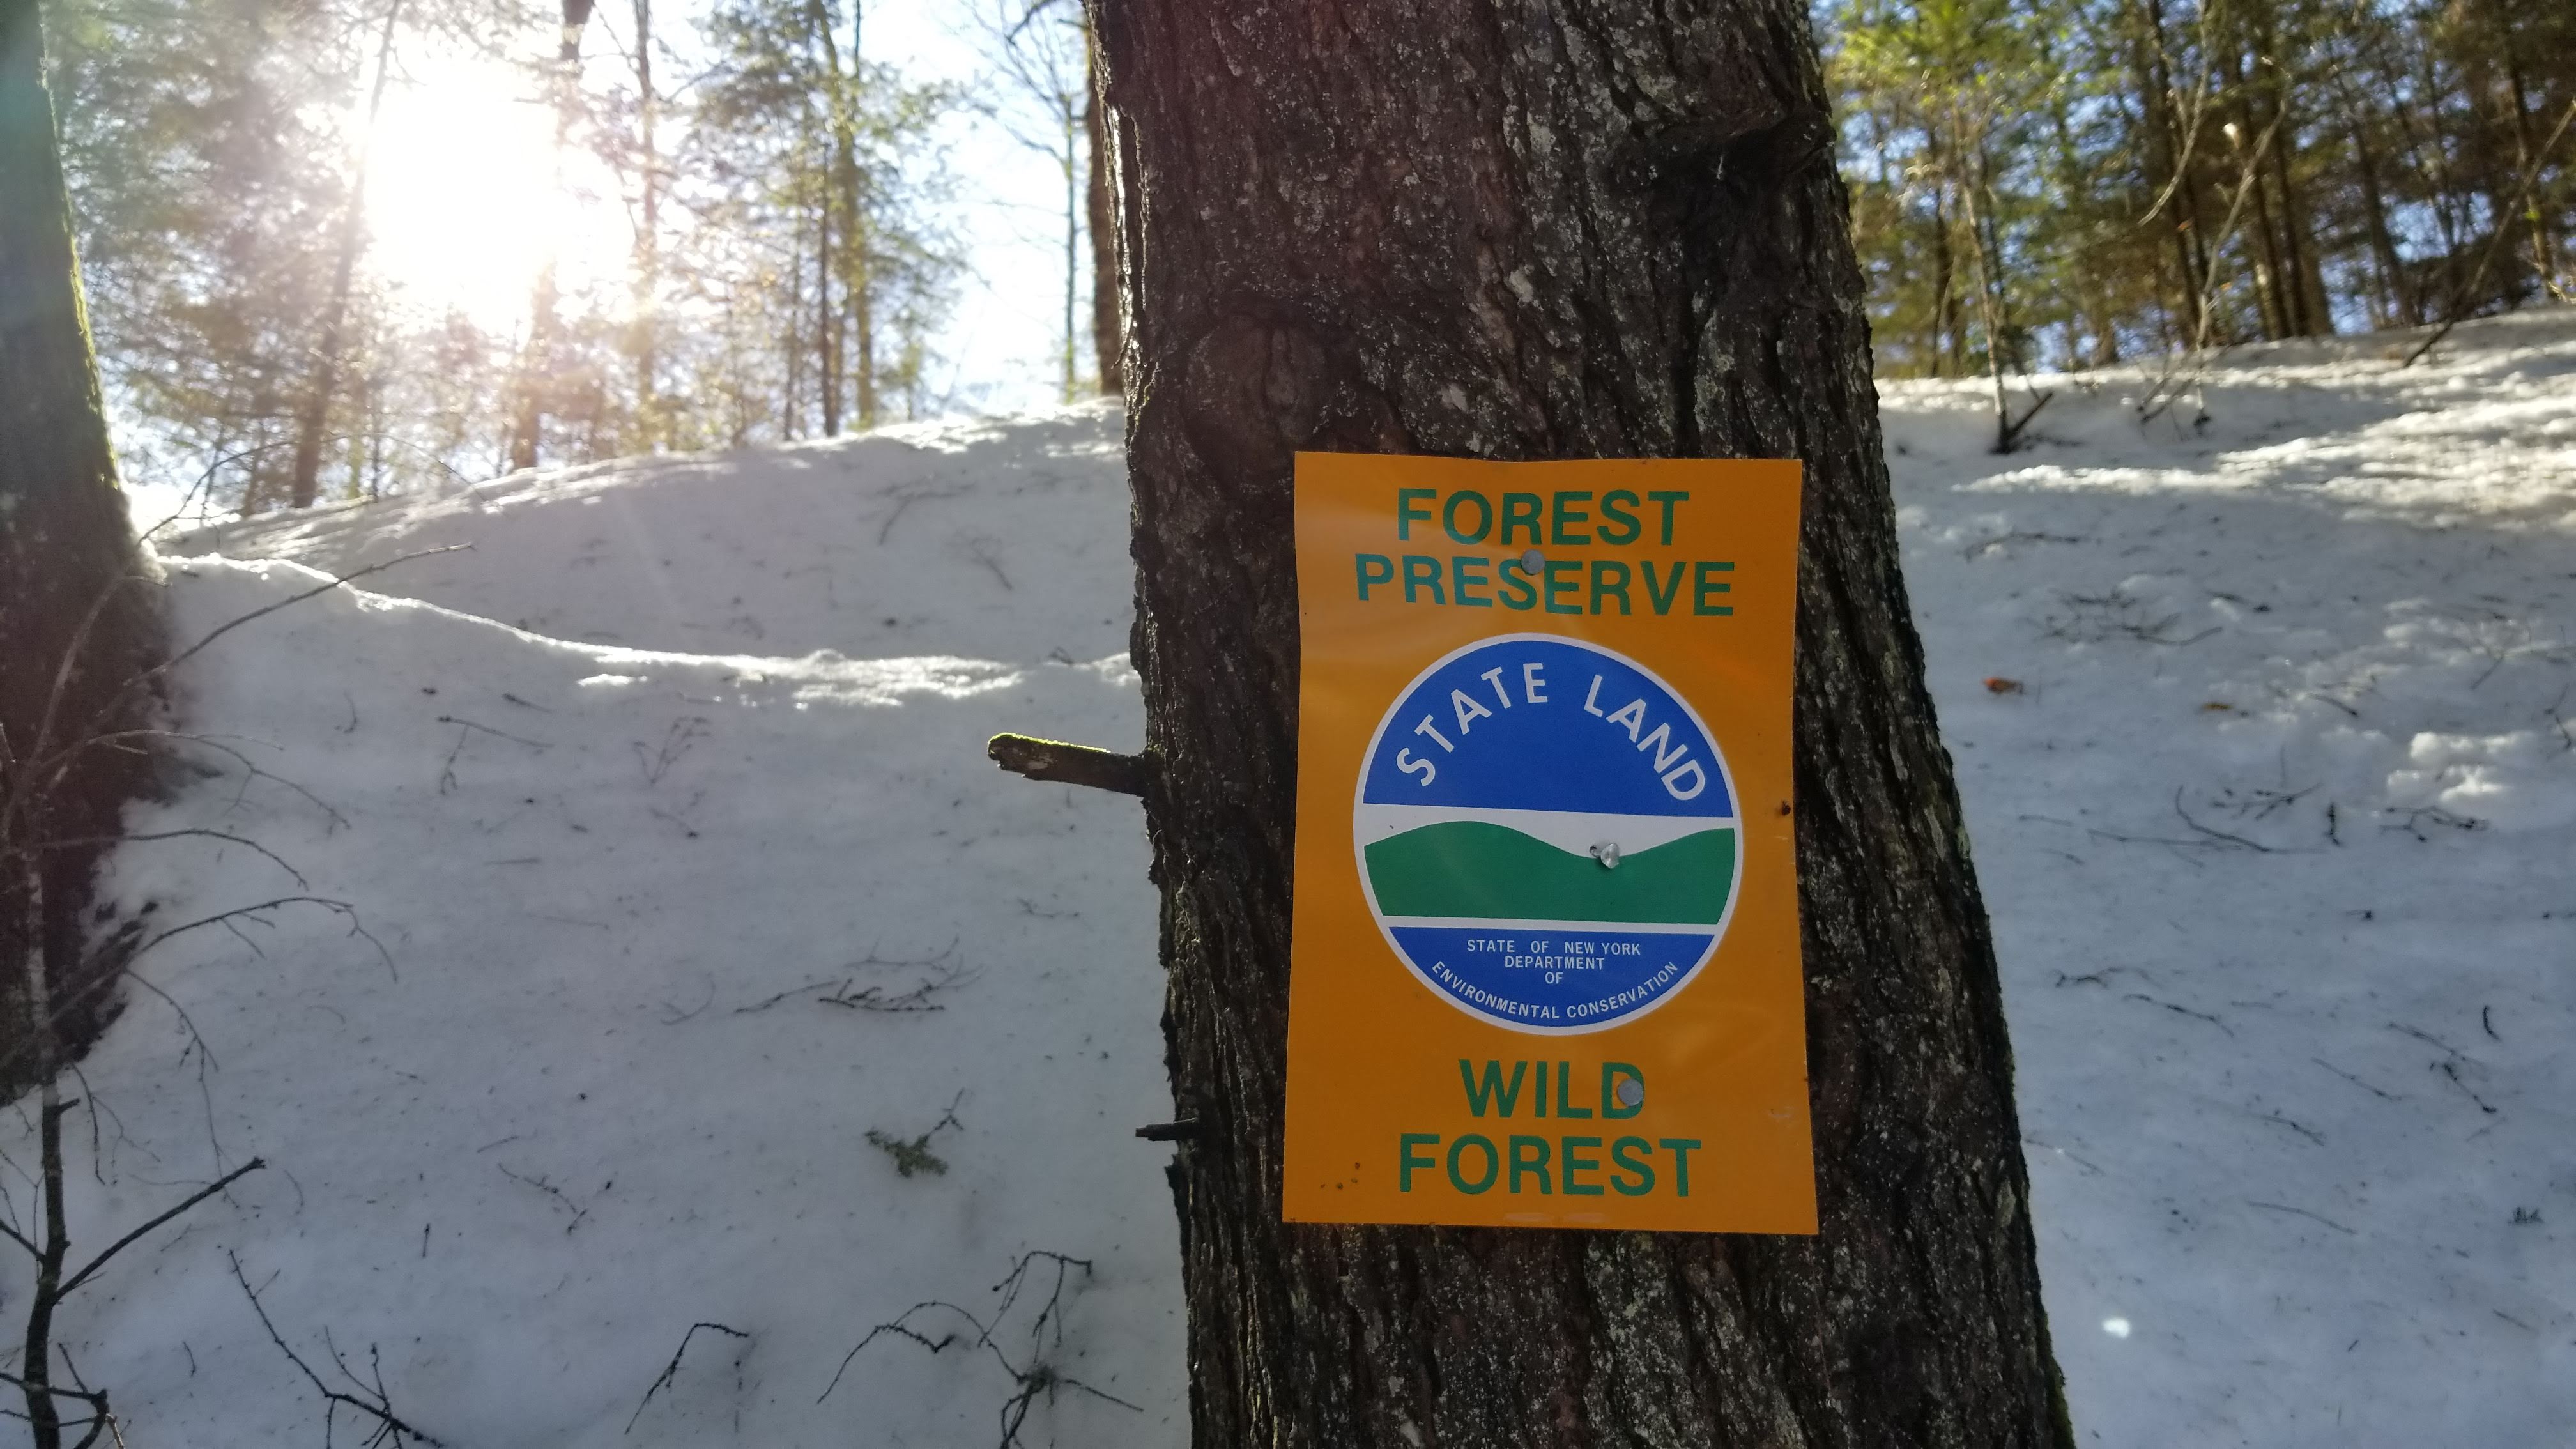 FOREST
PRESERVE
STATE LAND
STATE OF NEW YORK
DEPARTMENT
OF
ENVIRONMENTAL CONSERVATION
WILD
FOREST